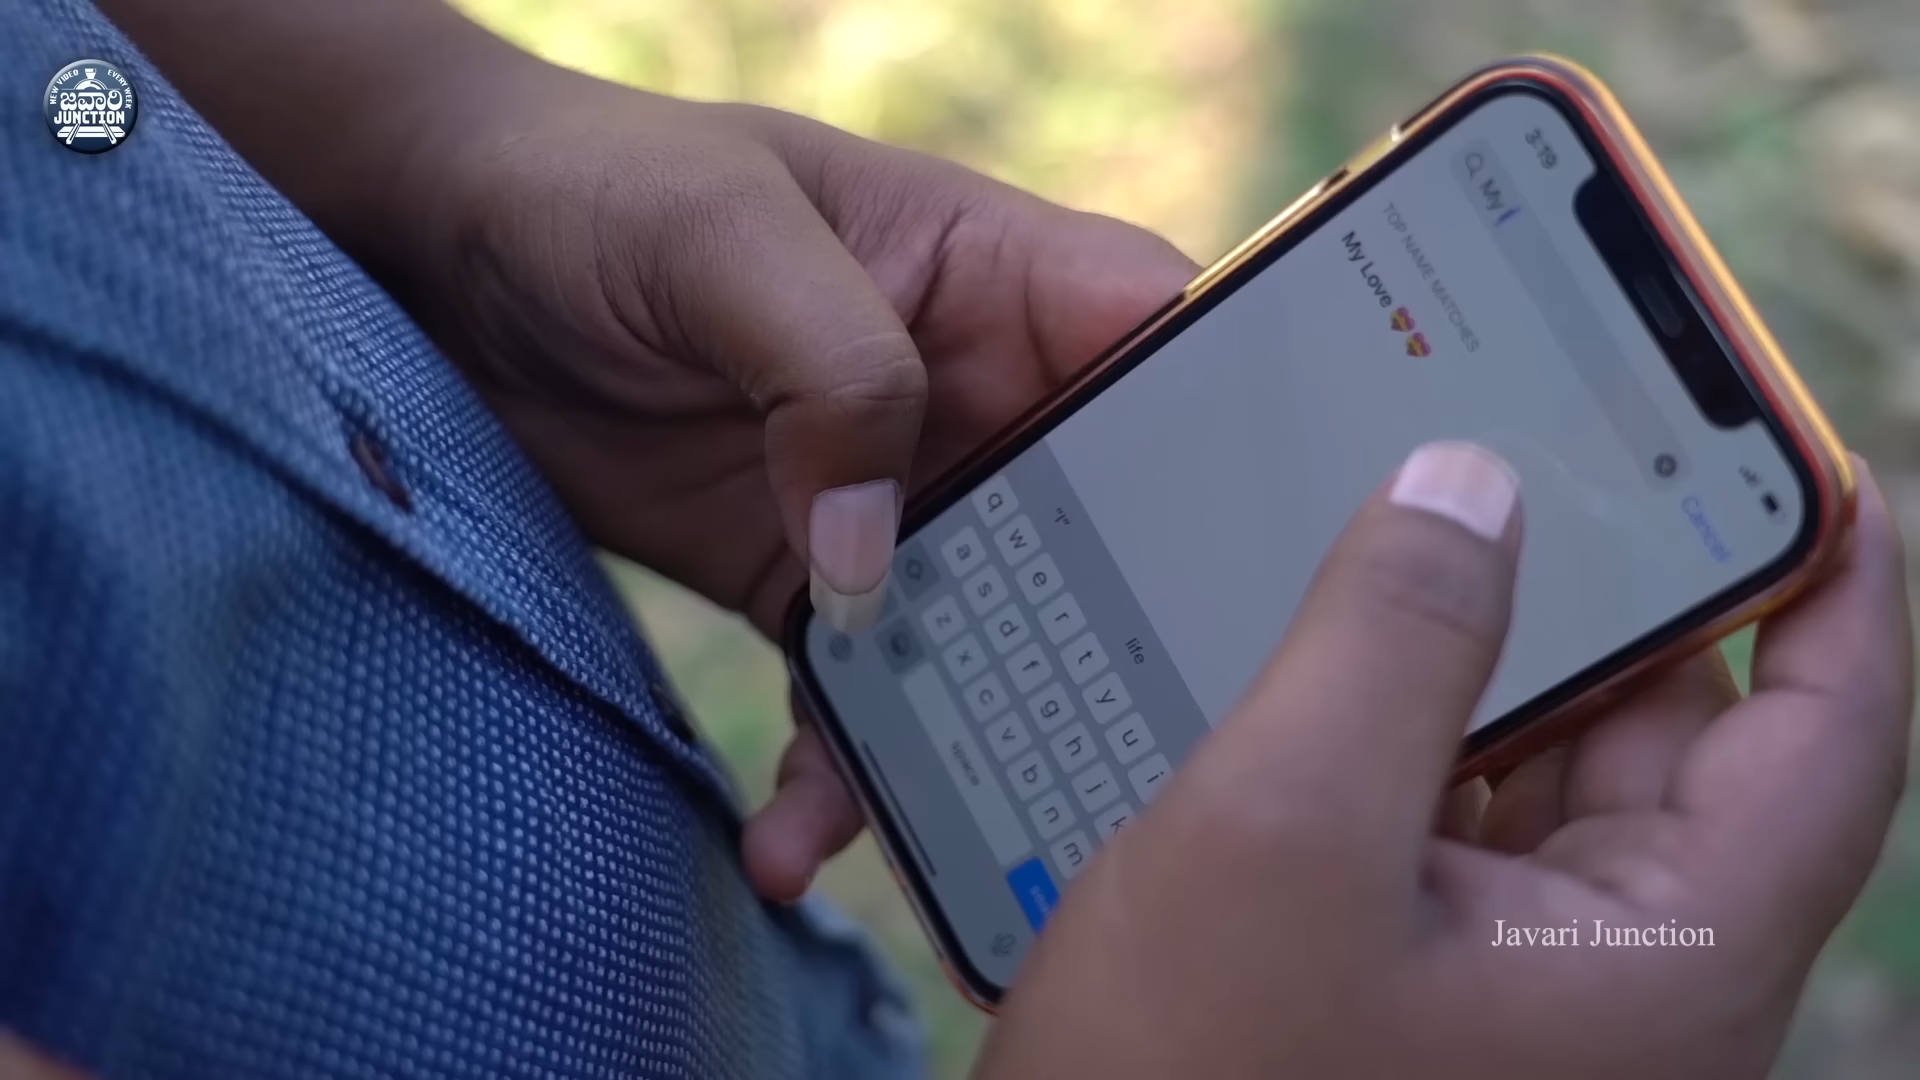 NEW VIDEO EVERY WEEK
ಜವಾರಿ
JUNCTION
3:19
My
TOP NAME MATCHES
My Love 💝💝
Cancel
"I"
life
q w e r t y u i
a s d f g h j k
z x c v b n m
space
Javari Junction